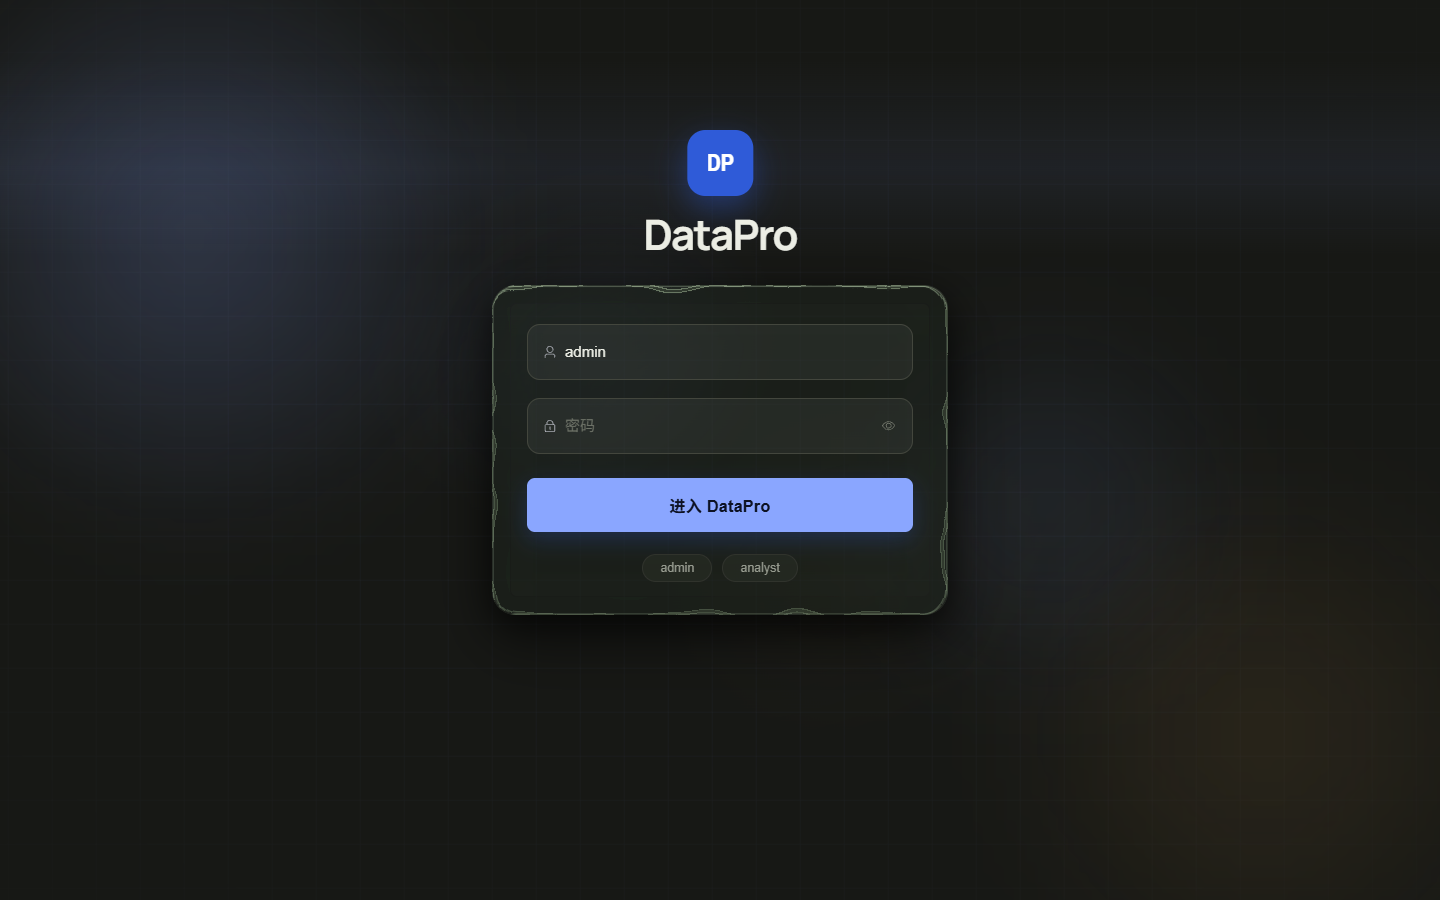 DP
DataPro
admin
密码
进入 DataPro
admin analyst